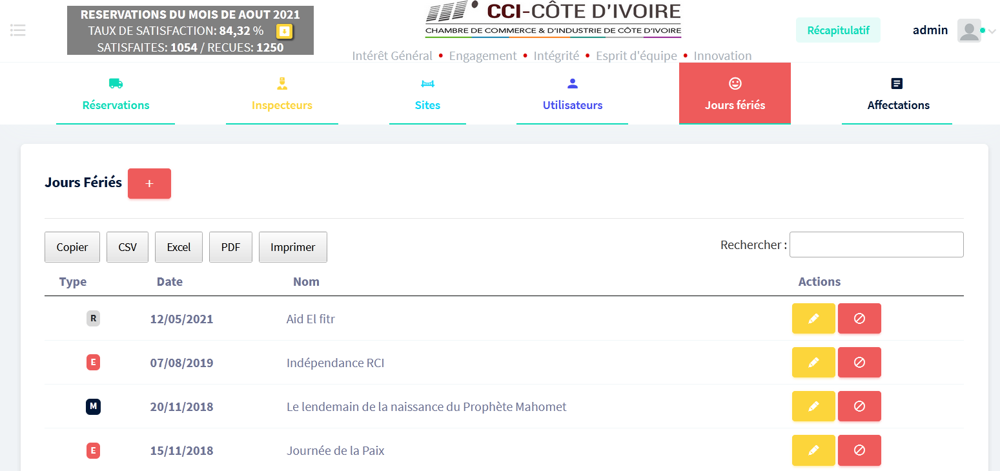 RESERVATIONS DU MOIS DE AOUT 2021
TAUX DE SATISFACTION: 84,32 %
SATISFAITES: 1054 / RECUES: 1250
CCI-CÔTE D'IVOIRE
CHAMBRE DE COMMERCE & D'INDUSTRIE DE CÔTE D'IVOIRE
Intérêt Général • Engagement • Intégrité • Esprit d'équipe • Innovation
Récapitulatif
admin
Réservations
Inspecteurs
Sites
Utilisateurs
Jours fériés
Affectations
Jours Fériés +
Copier CSV Excel PDF Imprimer Rechercher :
Type Date Nom Actions
R 12/05/2021 Aid El fitr
E 07/08/2019 Indépendance RCI
M 20/11/2018 Le lendemain de la naissance du Prophète Mahomet
E 15/11/2018 Journée de la Paix